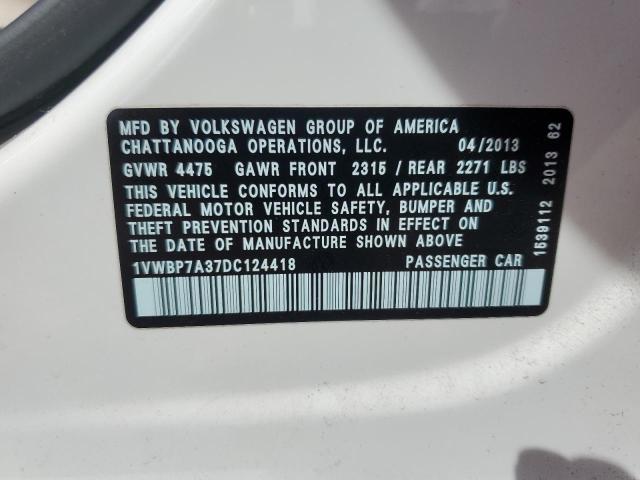 MFD BY VOLKSWAGEN GROUP OF AMERICA
CHATTANOOGA OPERATIONS, LLC. 04/2013
GVWR 4475 GAWR FRONT 2315 / REAR 2271 LBS
THIS VEHICLE CONFORMS TO ALL APPLICABLE U.S.
FEDERAL MOTOR VEHICLE SAFETY, BUMPER AND
THEFT PREVENTION STANDARDS IN EFFECT ON
THE DATE OF MANUFACTURE SHOWN ABOVE
1VWBP7A37DC124418 PASSENGER CAR
1539112 2013 62